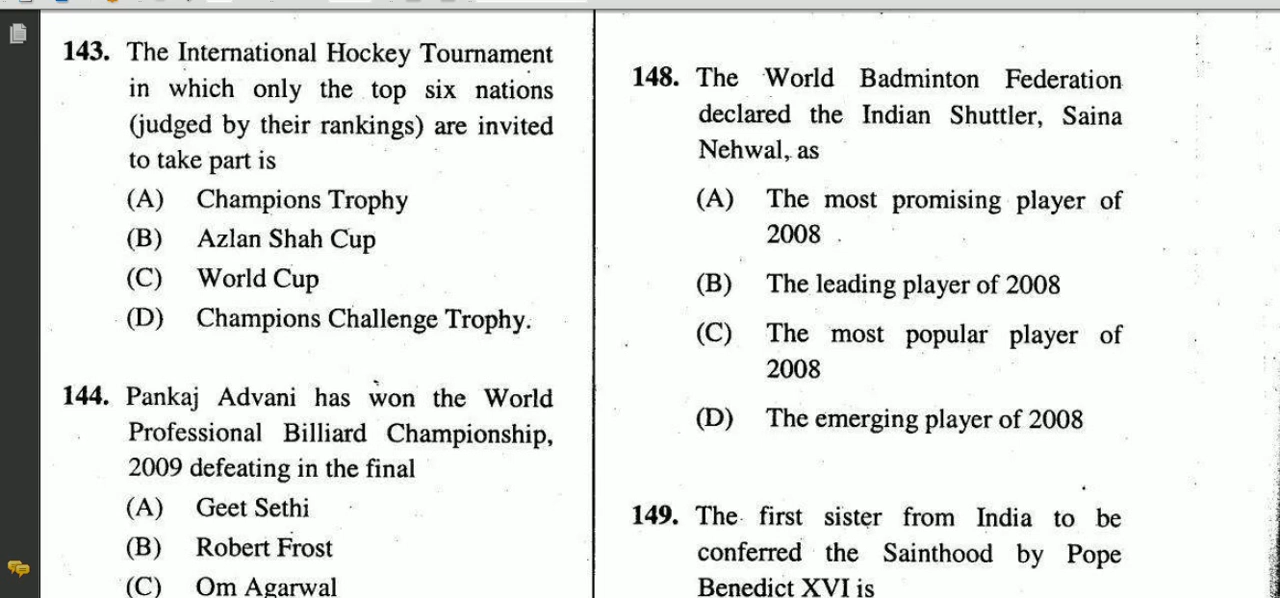 143. The International Hockey Tournament
in which only the top six nations
(judged by their rankings) are invited
to take part is
(A) Champions Trophy
(B) Azlan Shah Cup
(C) World Cup
(D) Champions Challenge Trophy.
144. Pankaj Advani has won the World
Professional Billiard Championship,
2009 defeating in the final
(A) Geet Sethi
(B) Robert Frost
(C) Om Agarwal
148. The World Badminton Federation
declared the Indian Shuttler, Saina
Nehwal, as
(A) The most promising player of
2008
(B) The leading player of 2008
(C) The most popular player of
2008
(D) The emerging player of 2008
149. The first sister from India to be
conferred the Sainthood by Pope
Benedict XVI is